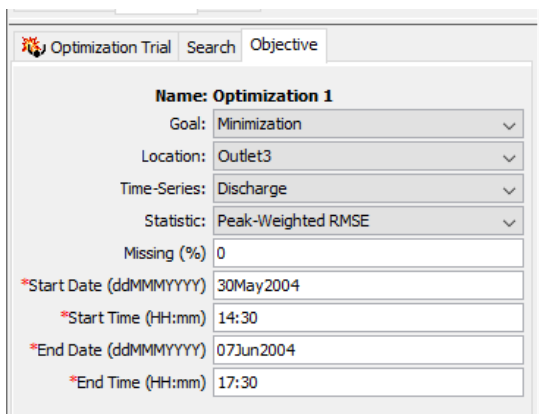 Optimization Trial Search Objective
Name: Optimization 1
Goal: Minimization
Location: Outlet3
Time-Series: Discharge
Statistic: Peak-Weighted RMSE
Missing (%) 0
*Start Date (ddMMMYYYY) 30May2004
*Start Time (HH:mm) 14:30
*End Date (ddMMMYYYY) 07Jun2004
*End Time (HH:mm) 17:30